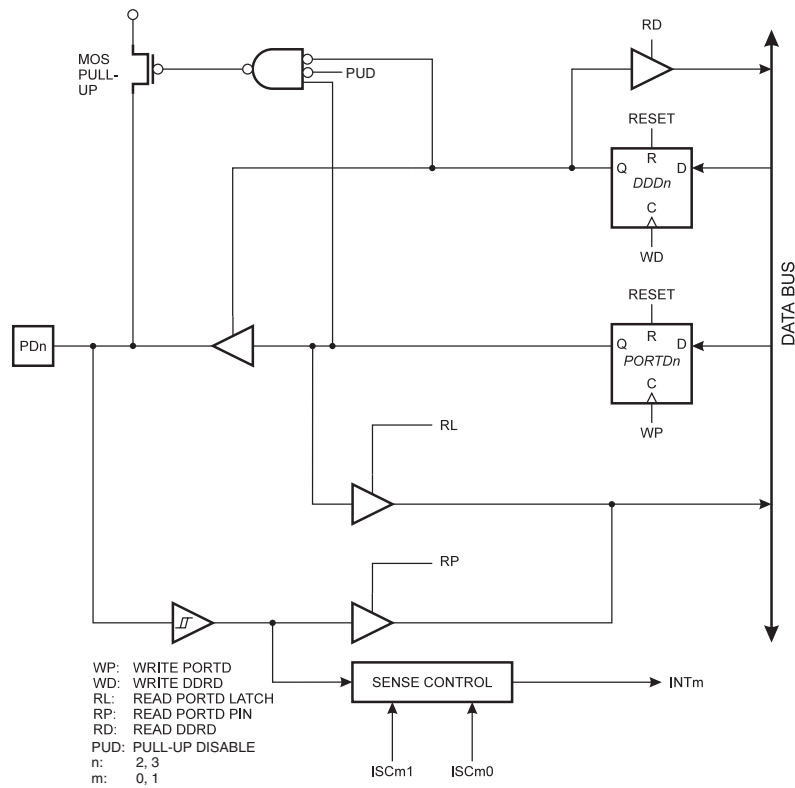 RD
MOS
PULL-
UP
PUD
RESET
R
Q
D
DDDn
C
WD
RESET
R
PDn
Q
D
PORTDn
C
WP
DATA BUS
RL
RP
WP: WRITE PORTD
WD: WRITE DDRD
RL: READ PORTD LATCH
RP: READ PORTD PIN
RD: READ DDRD
PUD: PULL-UP DISABLE
n: 2, 3
m: 0, 1
SENSE CONTROL
INTm
ISCm1
ISCm0